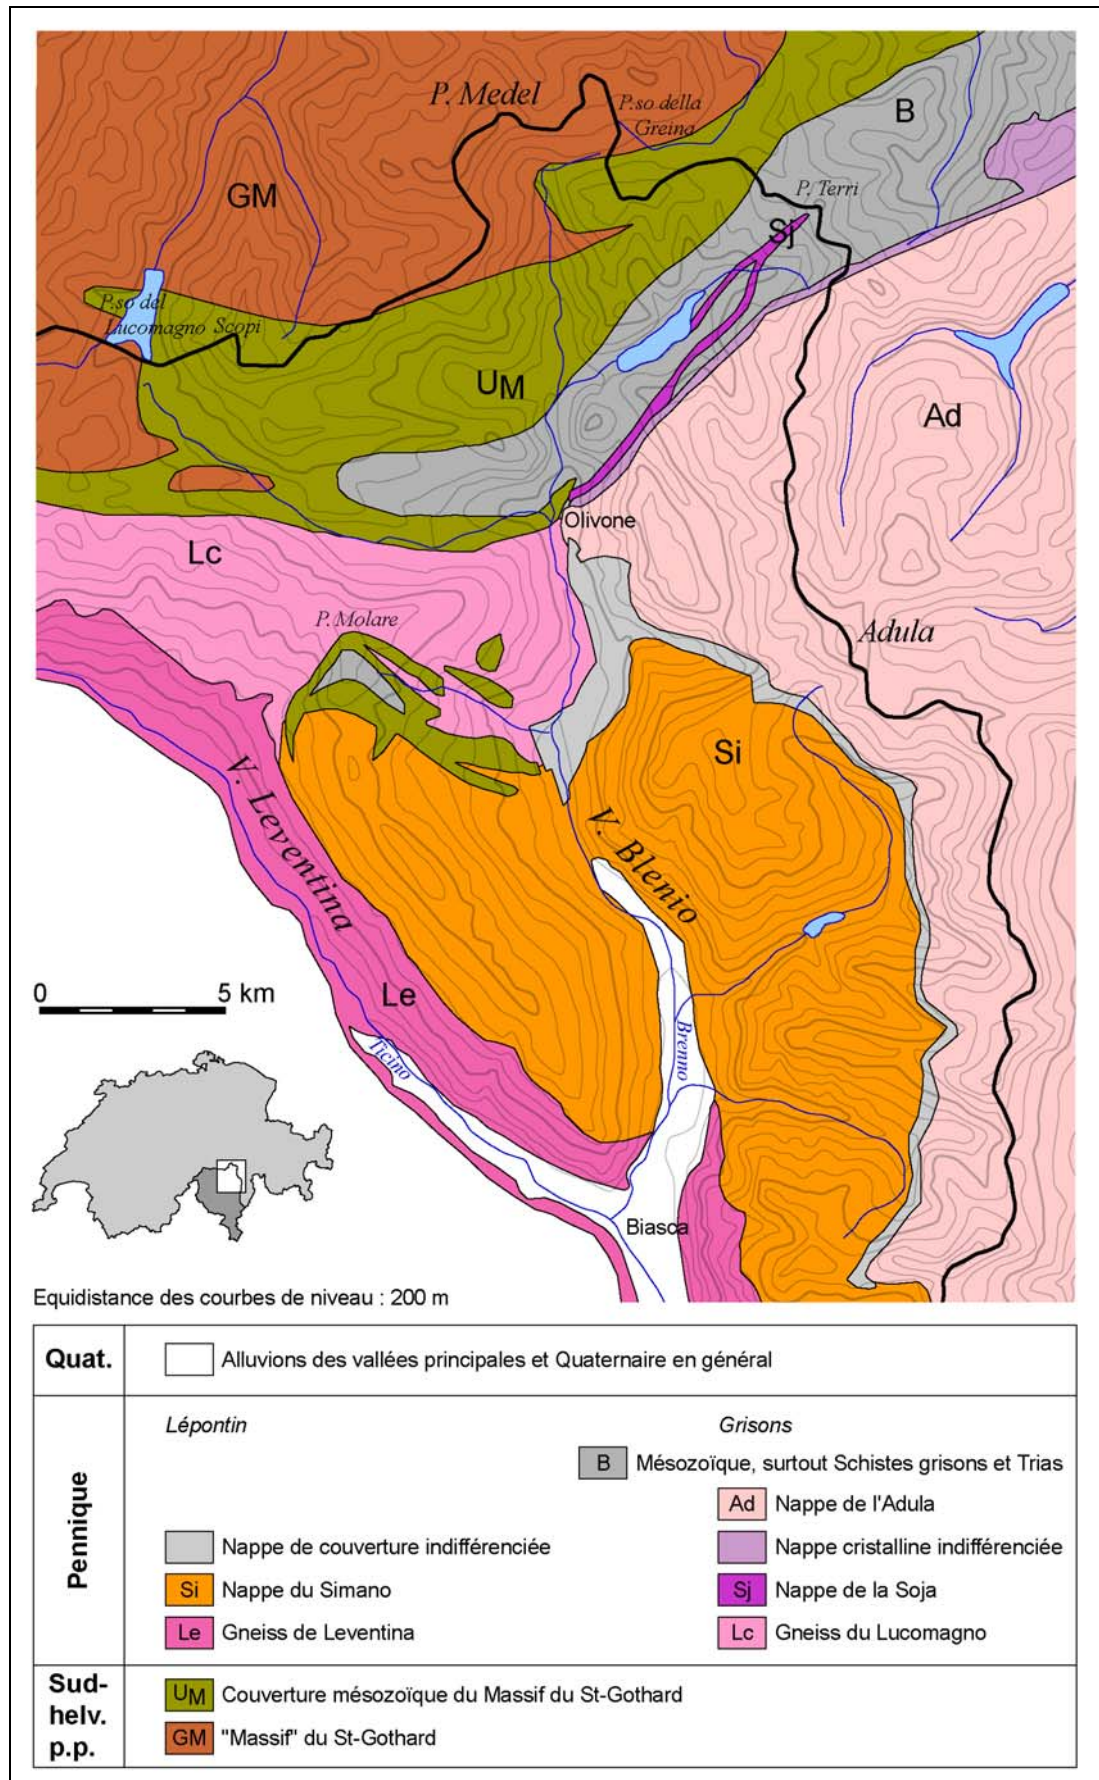 P. Medel
P.so della
Greina
B
GM
P. Terri
Sj
P.so del
Lucomagno
Scopi
UM
Ad
Olivone
Lc
P. Molare
Adula
Si
V. Leventina
V. Blenio
Le
0 5 km
Ticino
Brenno
Biasca
Equidistance des courbes de niveau : 200 m
Quat.
Alluvions des vallées principales et Quaternaire en général
Pennique
Lépontin
Grisons
B Mésozoïque, surtout Schistes grisons et Trias
Ad Nappe de l'Adula
Nappe de couverture indifférenciée
Nappe cristalline indifférenciée
Si Nappe du Simano
Sj Nappe de la Soja
Le Gneiss de Leventina
Lc Gneiss du Lucomagno
Sud-
helv.
p.p.
UM Couverture mésozoïque du Massif du St-Gothard
GM "Massif" du St-Gothard